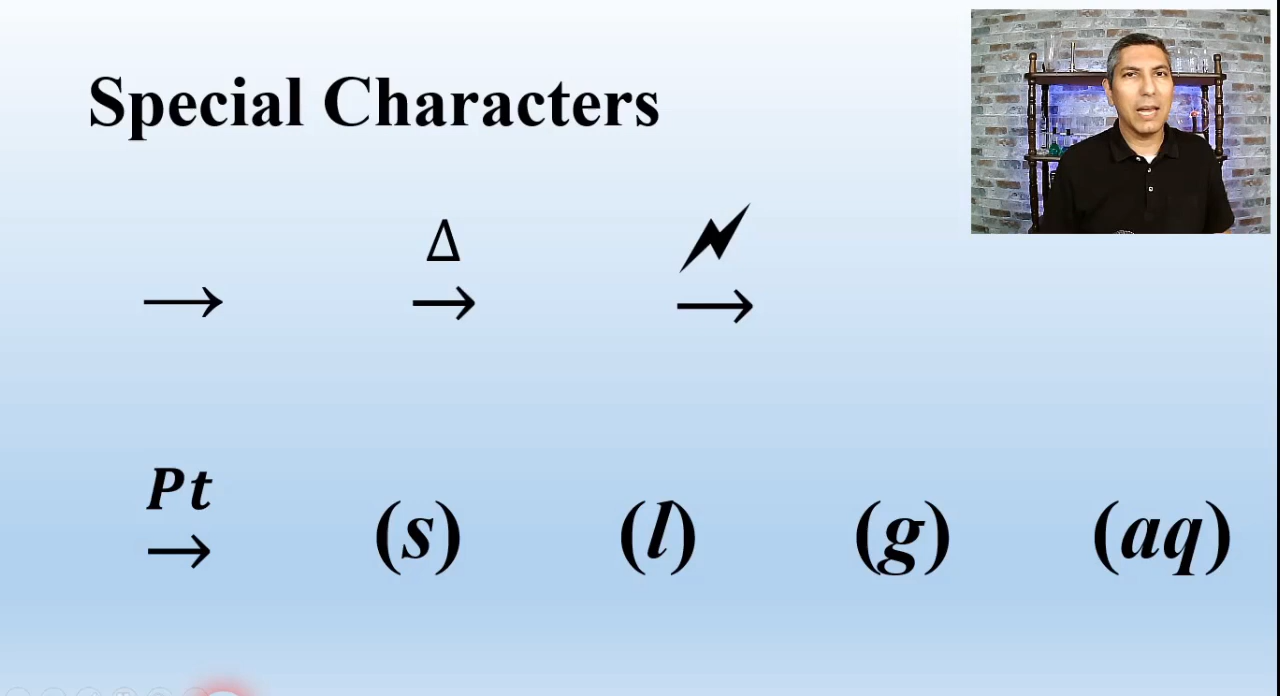 Special Characters
→ Δ→ →
Pt→ (s) (l) (g) (aq)